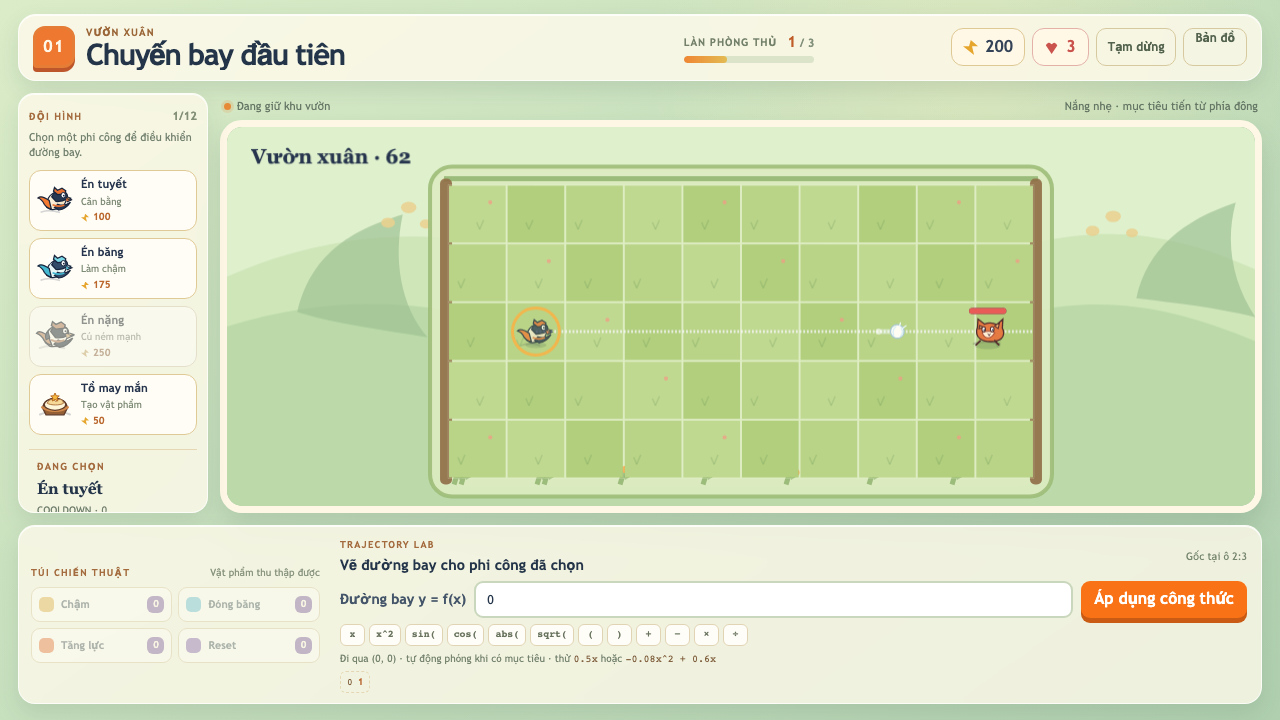 01
VƯỜN XUÂN
Chuyến bay đầu tiên
LÀN PHÒNG THỦ 1 / 3
200
3
Tạm dừng
Bản đồ
ĐỘI HÌNH 1/12
Chọn một phi công để điều khiển
đường bay.
Én tuyết
Cân bằng
100
Én băng
Làm chậm
175
Én nặng
Cú ném mạnh
250
Tổ may mắn
Tạo vật phẩm
50
ĐANG CHỌN
Én tuyết
COOLDOWN · 0
Đang giữ khu vườn
Nắng nhẹ · mục tiêu tiến từ phía đông
Vườn xuân · 62
TÚI CHIẾN THUẬT
Vật phẩm thu thập được
Chậm 0
Đóng băng 0
Tăng lực 0
Reset 0
TRAJECTORY LAB
Vẽ đường bay cho phi công đã chọn
Gốc tại ô 2:3
Đường bay y = f(x)
0
Áp dụng công thức
x x^2 sin( cos( abs( sqrt( ( ) + − × ÷
Đi qua (0, 0) · tự động phóng khi có mục tiêu · thử 0.5x hoặc −0.08x^2 + 0.6x
0 1